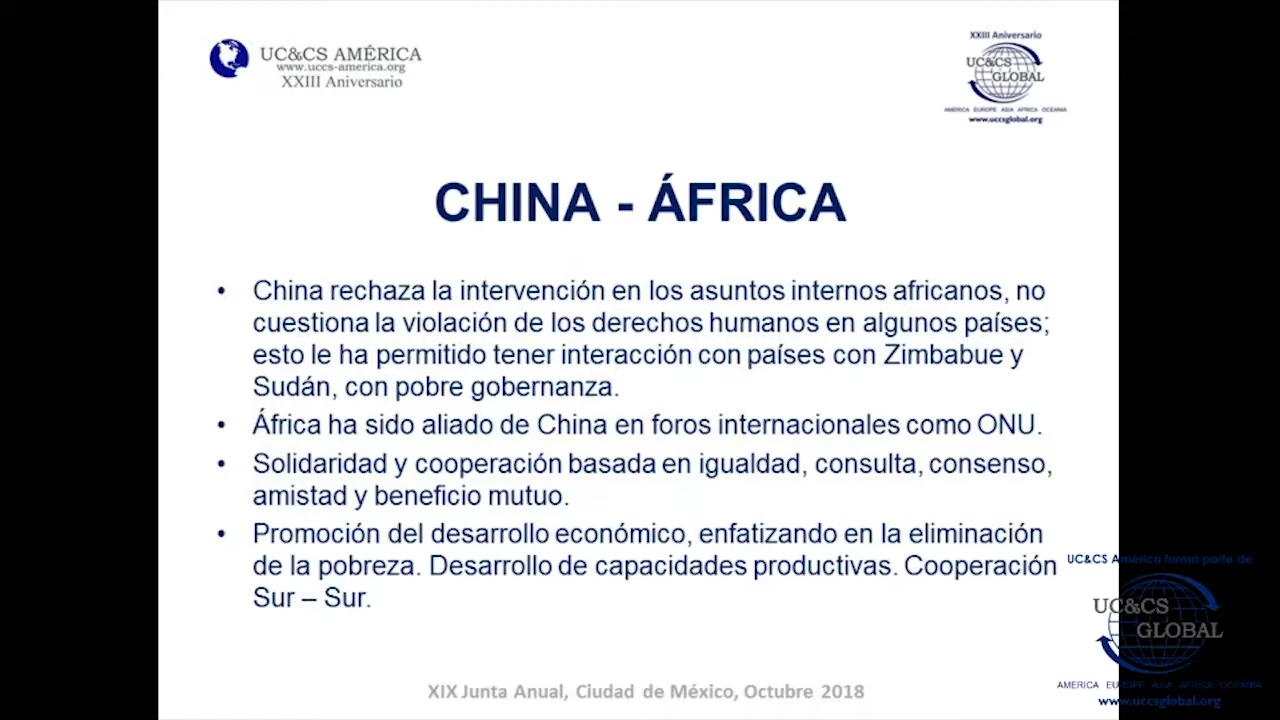 UC&CS AMÉRICA
www.uccs-america.org
XXIII Aniversario
XXIII Aniversario
UC&CS
GLOBAL
AMERICA EUROPE ASIA AFRICA OCEANIA
www.uccsglobal.org
CHINA - ÁFRICA
• China rechaza la intervención en los asuntos internos africanos, no
cuestiona la violación de los derechos humanos en algunos países;
esto le ha permitido tener interacción con países con Zimbabue y
Sudán, con pobre gobernanza.
• África ha sido aliado de China en foros internacionales como ONU.
• Solidaridad y cooperación basada en igualdad, consulta, consenso,
amistad y beneficio mutuo.
• Promoción del desarrollo económico, enfatizando en la eliminación
de la pobreza. Desarrollo de capacidades productivas. Cooperación
Sur – Sur.
UC&CS América forma parte de
UC&CS
GLOBAL
AMERICA EUROPE ASIA AFRICA OCEANIA
www.uccsglobal.org
XIX Junta Anual, Ciudad de México, Octubre 2018